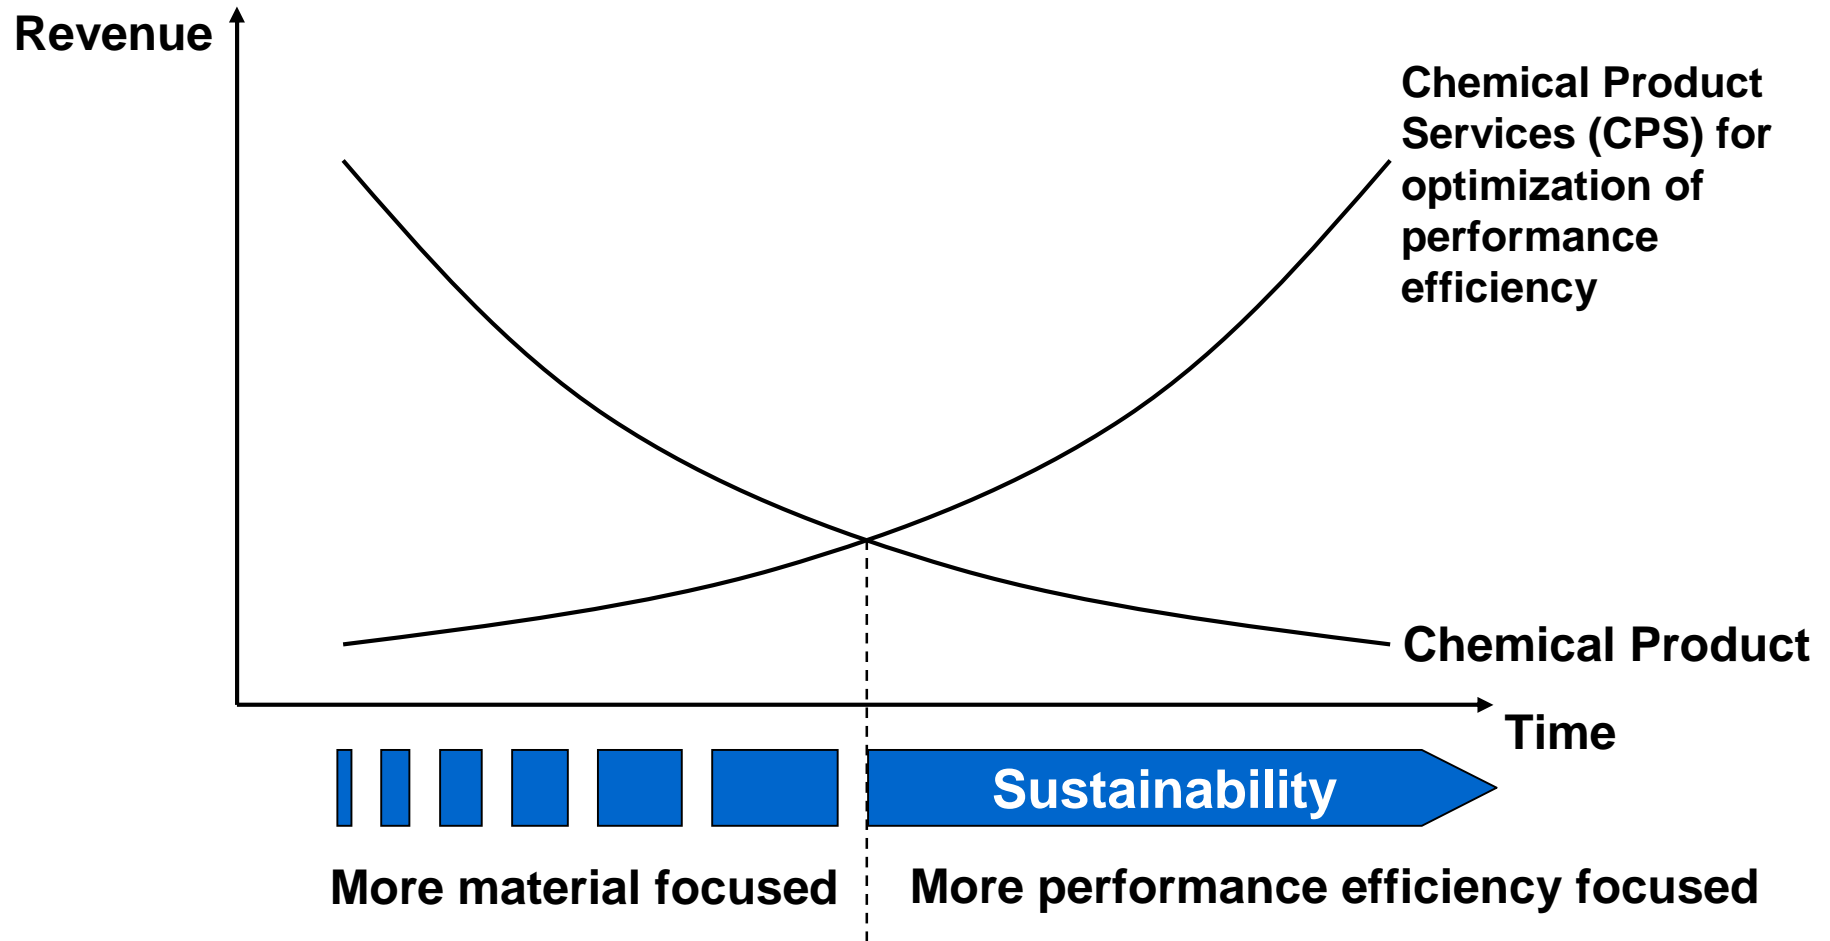 Revenue
Chemical Product
Services (CPS) for
optimization of
performance
efficiency
Chemical Product
Time
Sustainability
More material focused
More performance efficiency focused